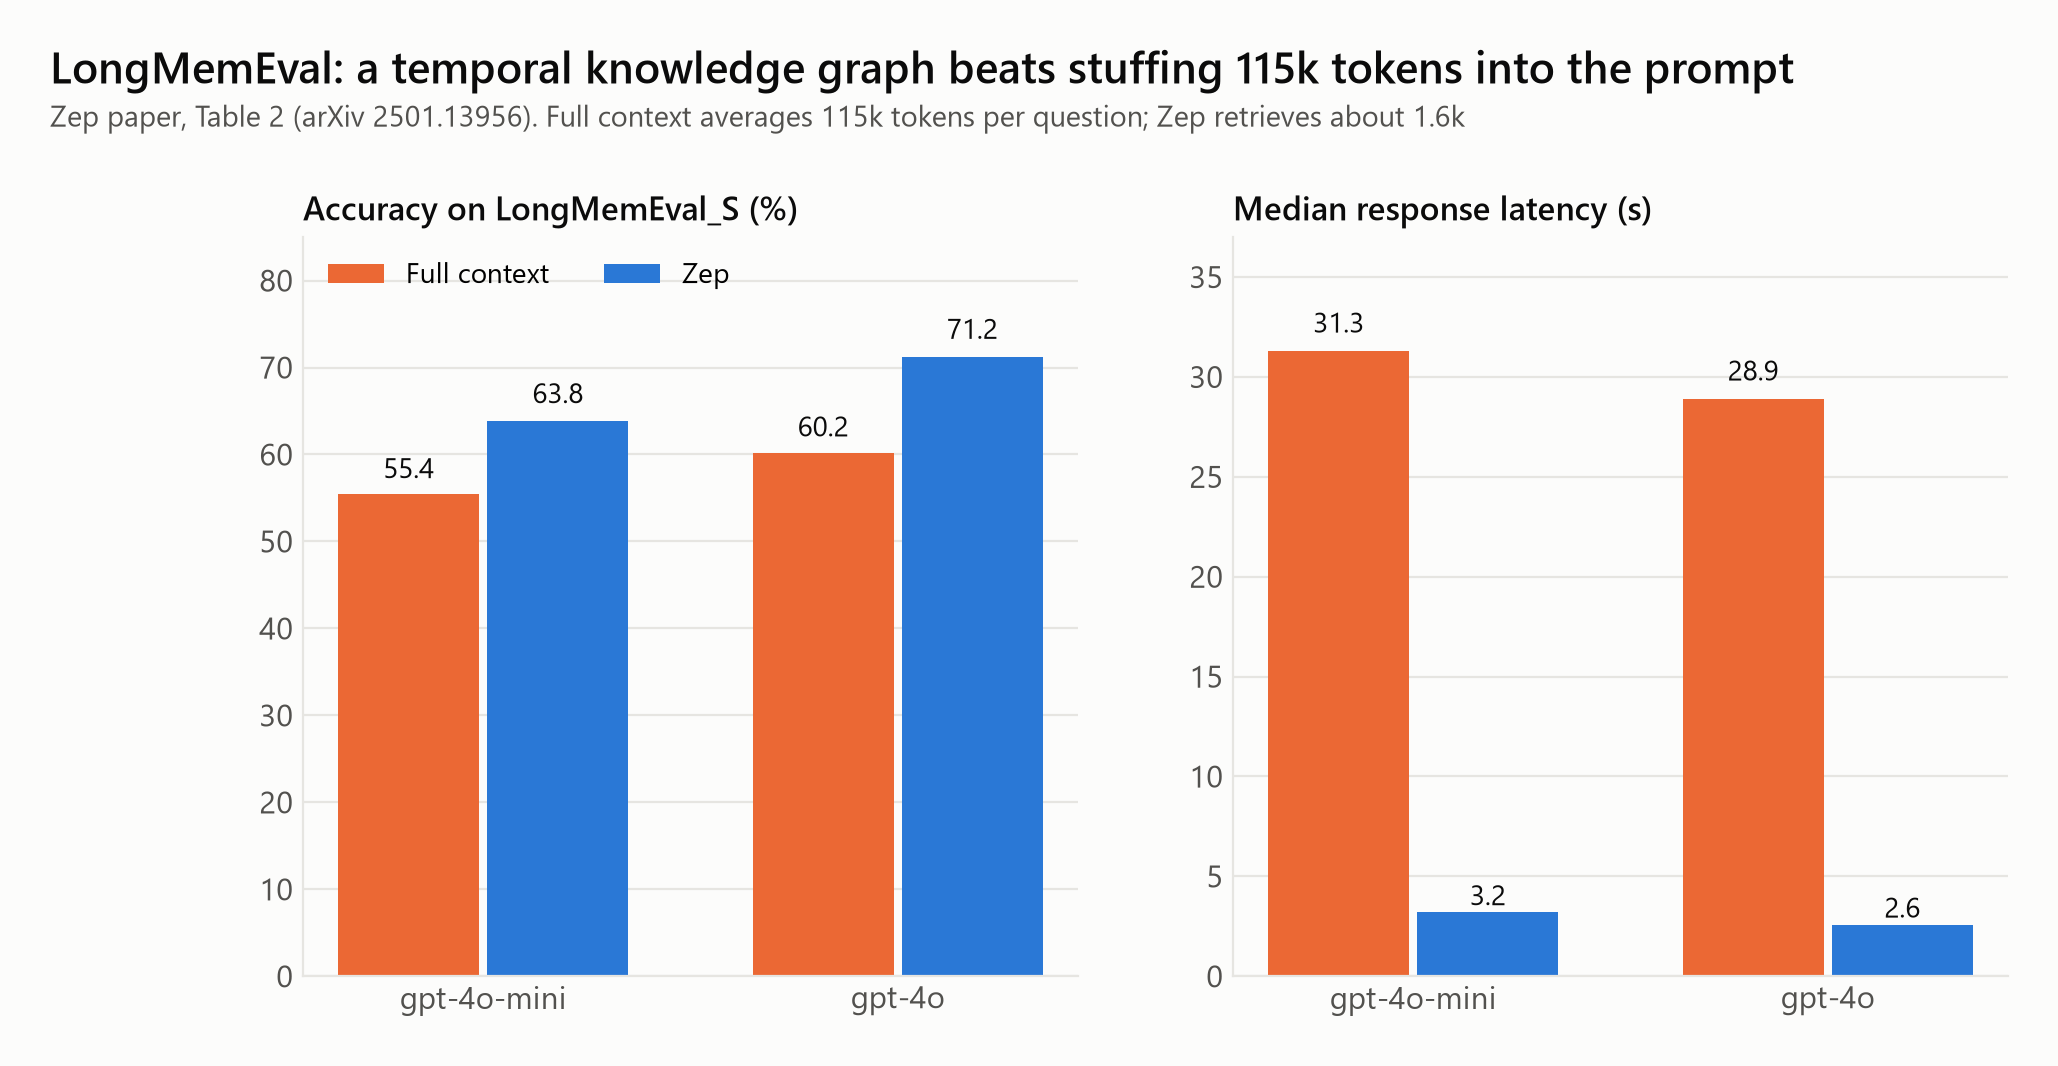 LongMemEval: a temporal knowledge graph beats stuffing 115k tokens into the prompt
Zep paper, Table 2 (arXiv 2501.13956). Full context averages 115k tokens per question; Zep retrieves about 1.6k
Accuracy on LongMemEval_S (%)
Full context
Zep
80
70
60
50
40
30
20
10
0
55.4
63.8
60.2
71.2
gpt-4o-mini
gpt-4o
Median response latency (s)
35
30
25
20
15
10
5
0
31.3
3.2
28.9
2.6
gpt-4o-mini
gpt-4o